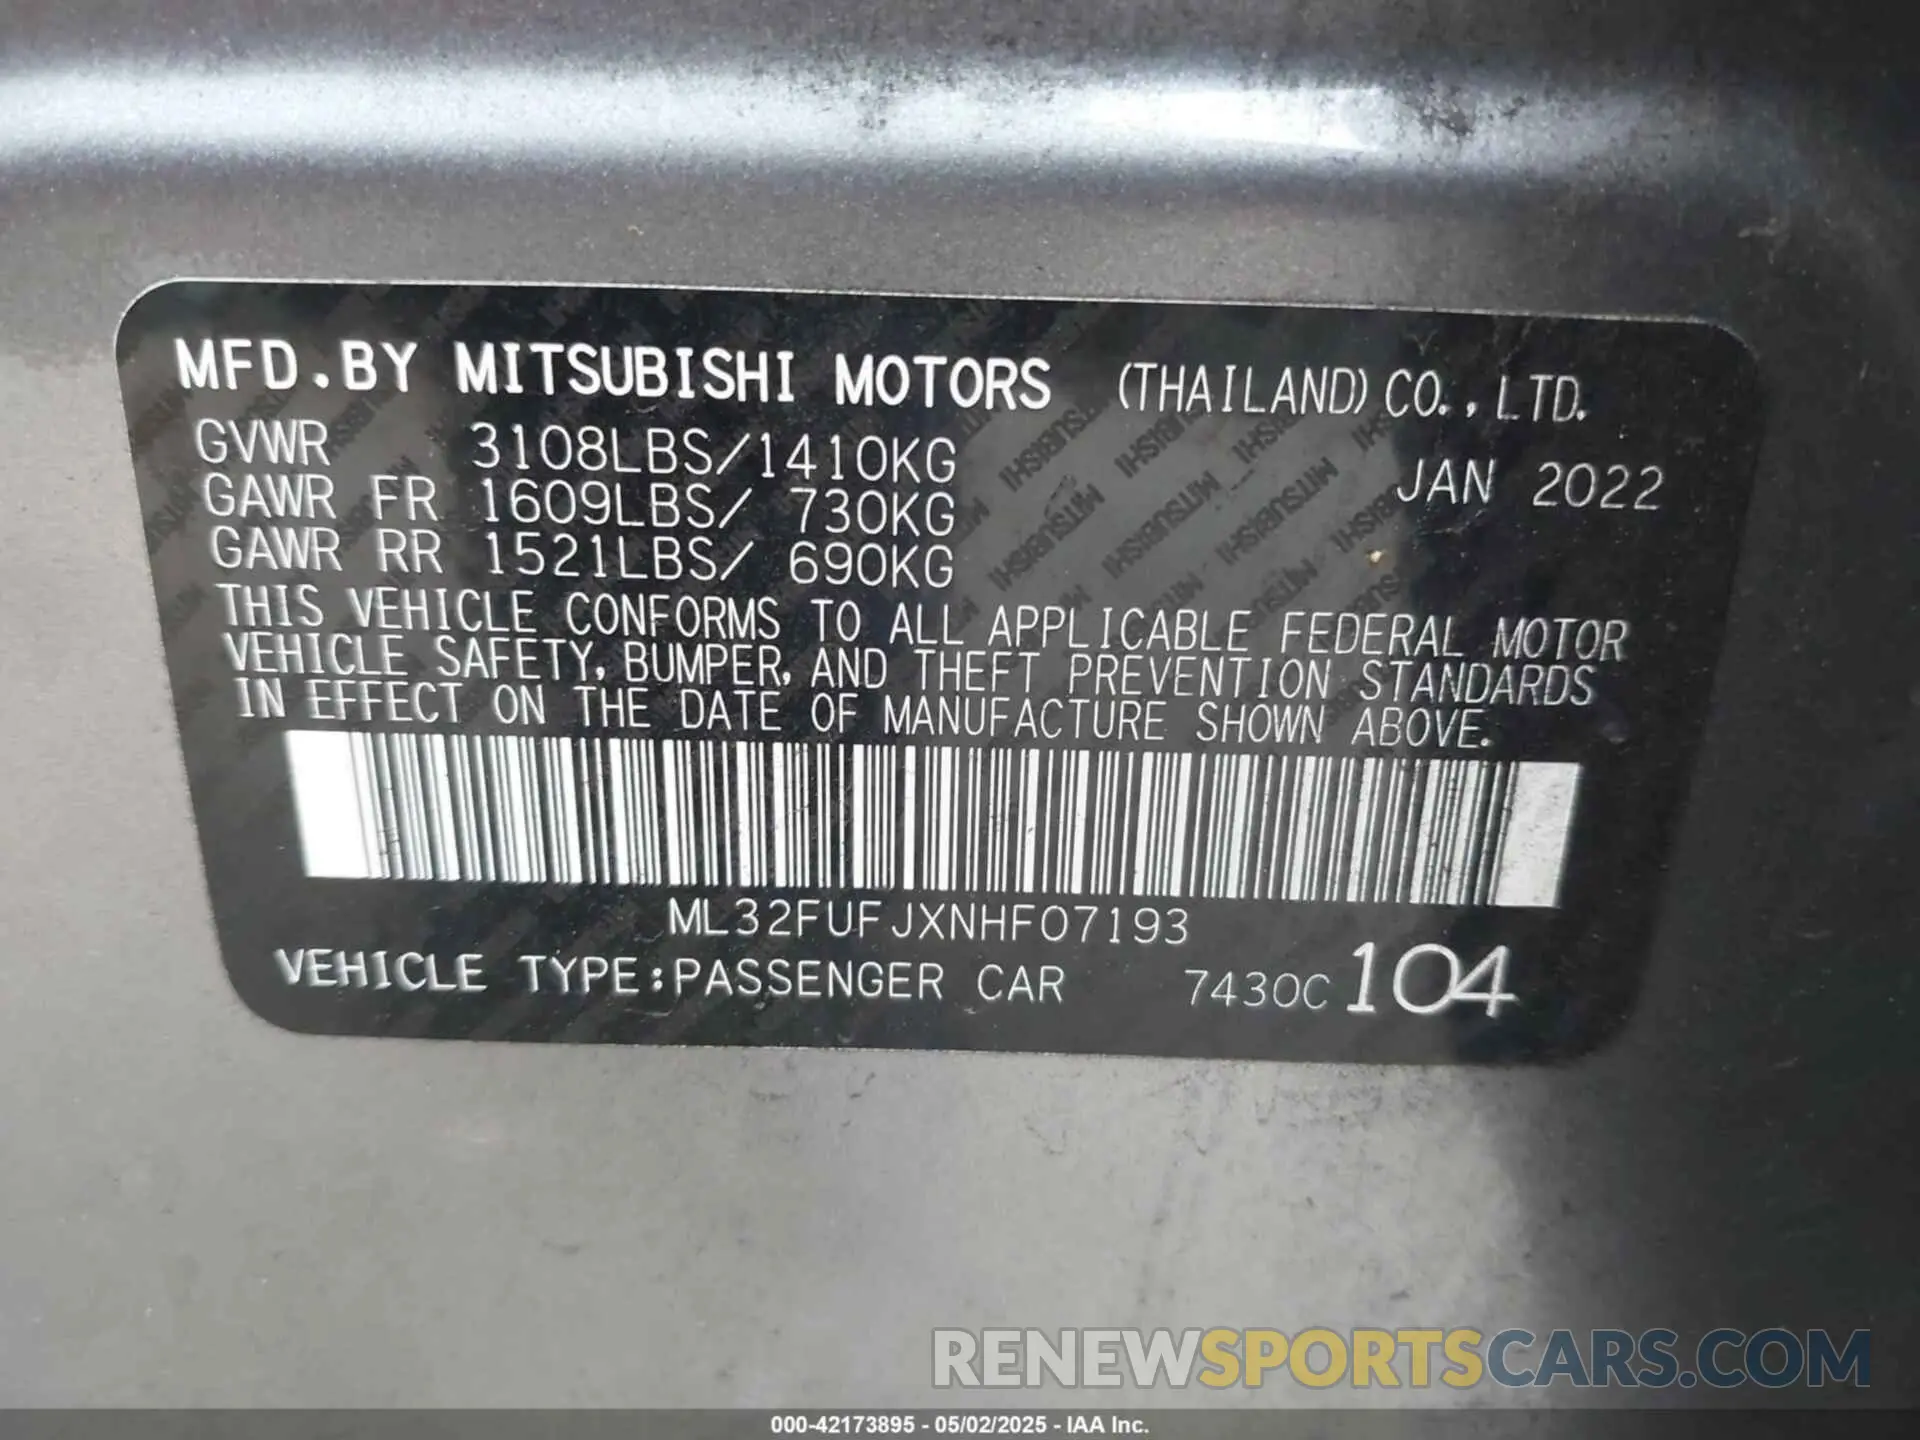 MFD.BY MITSUBISHI MOTORS (THAILAND) CO.,LTD.
GVWR 3108LBS/1410KG JAN 2022
GAWR FR 1609LBS/ 730KG
GAWR RR 1521LBS/ 690KG
THIS VEHICLE CONFORMS TO ALL APPLICABLE FEDERAL MOTOR
VEHICLE SAFETY, BUMPER, AND THEFT PREVENTION STANDARDS
IN EFFECT ON THE DATE OF MANUFACTURE SHOWN ABOVE.
ML32FUFJXNHF07193
VEHICLE TYPE:PASSENGER CAR 7430C 104
RENEWSPORTSCARS.COM
000-42173895 - 05/02/2025 - IAA Inc.